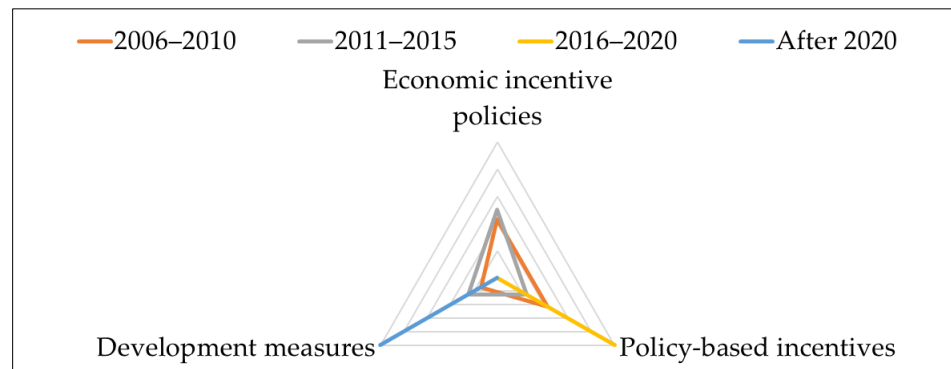 2006–2010 2011–2015 2016–2020 After 2020
Economic incentive
policies
Development measures Policy-based incentives